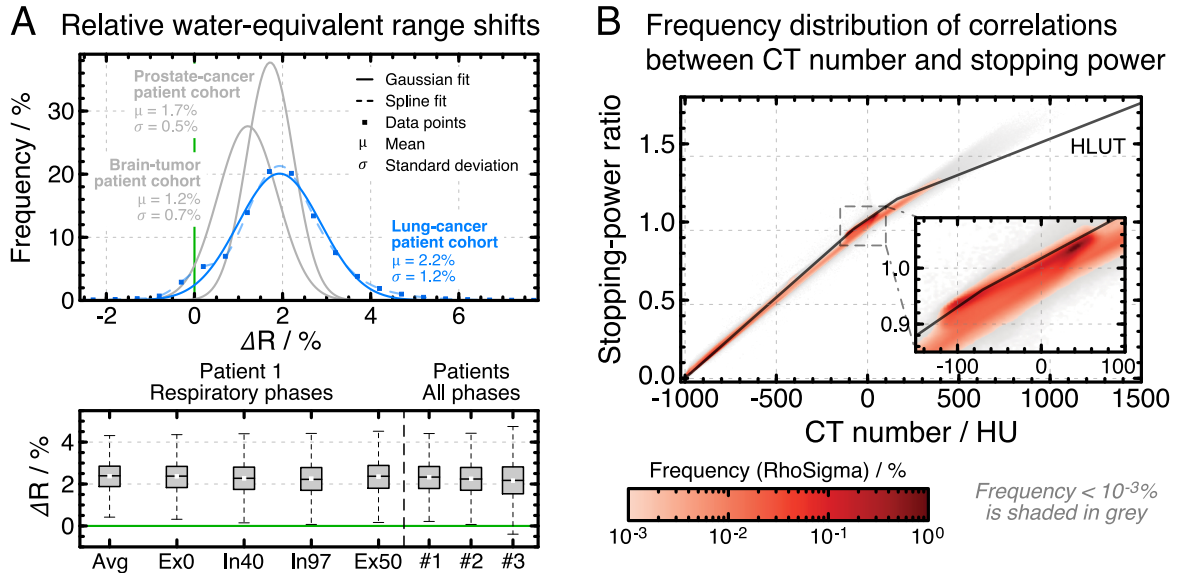 A Relative water-equivalent range shifts
Frequency / %
30
20
10
0
Prostate-cancer
patient cohort
μ = 1.7%
σ = 0.5%
Brain-tumor
patient cohort
μ = 1.2%
σ = 0.7%
Gaussian fit
Spline fit
Data points
μ Mean
σ Standard deviation
Lung-cancer
patient cohort
μ = 2.2%
σ = 1.2%
-2 0 2 4 6
ΔR / %
Patient 1
Respiratory phases
Patients
All phases
ΔR / %
4
2
0
Avg Ex0 In40 In97 Ex50 #1 #2 #3
B Frequency distribution of correlations
between CT number and stopping power
Stopping-power ratio
1.5
1.0
0.5
0.0
HLUT
1.0
0.9
-100 0 100
-1000 -500 0 500 1000 1500
CT number / HU
Frequency (RhoSigma) / %
10⁻³ 10⁻² 10⁻¹ 10⁰
Frequency < 10⁻³%
is shaded in grey